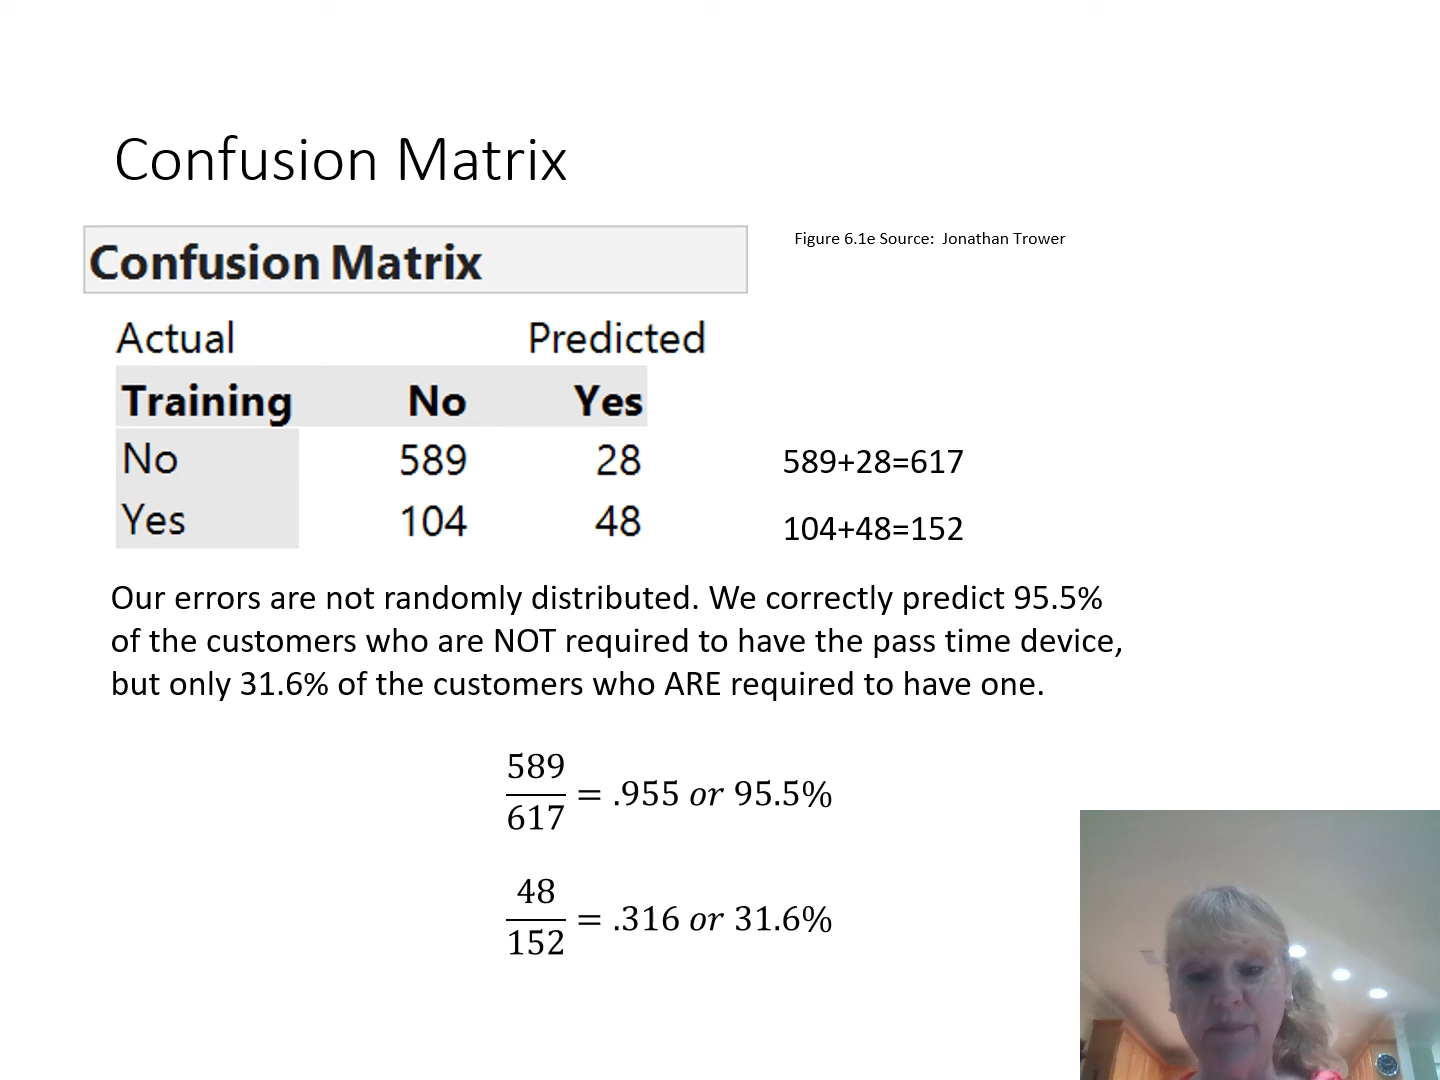 Confusion Matrix
Figure 6.1e Source: Jonathan Trower
Confusion Matrix
Actual Predicted
Training No Yes
No 589 28 589+28=617
Yes 104 48 104+48=152
Our errors are not randomly distributed. We correctly predict 95.5%
of the customers who are NOT required to have the pass time device,
but only 31.6% of the customers who ARE required to have one.
589/617 = .955 or 95.5%
48/152 = .316 or 31.6%